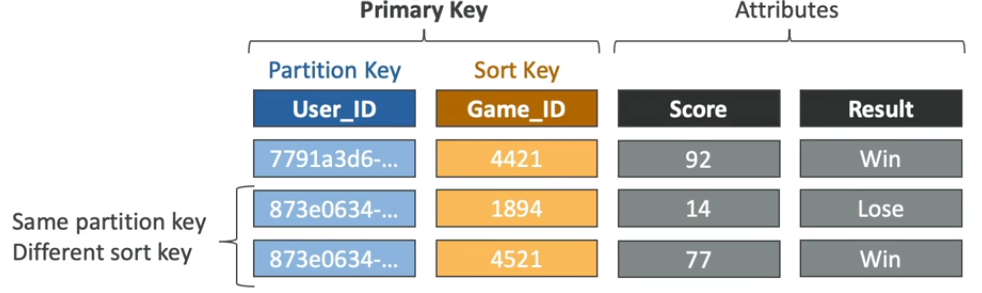 Primary Key Attributes
Partition Key Sort Key
User_ID Game_ID Score Result
7791a3d6-... 4421 92 Win
Same partition key
Different sort key
873e0634-... 1894 14 Lose
873e0634-... 4521 77 Win